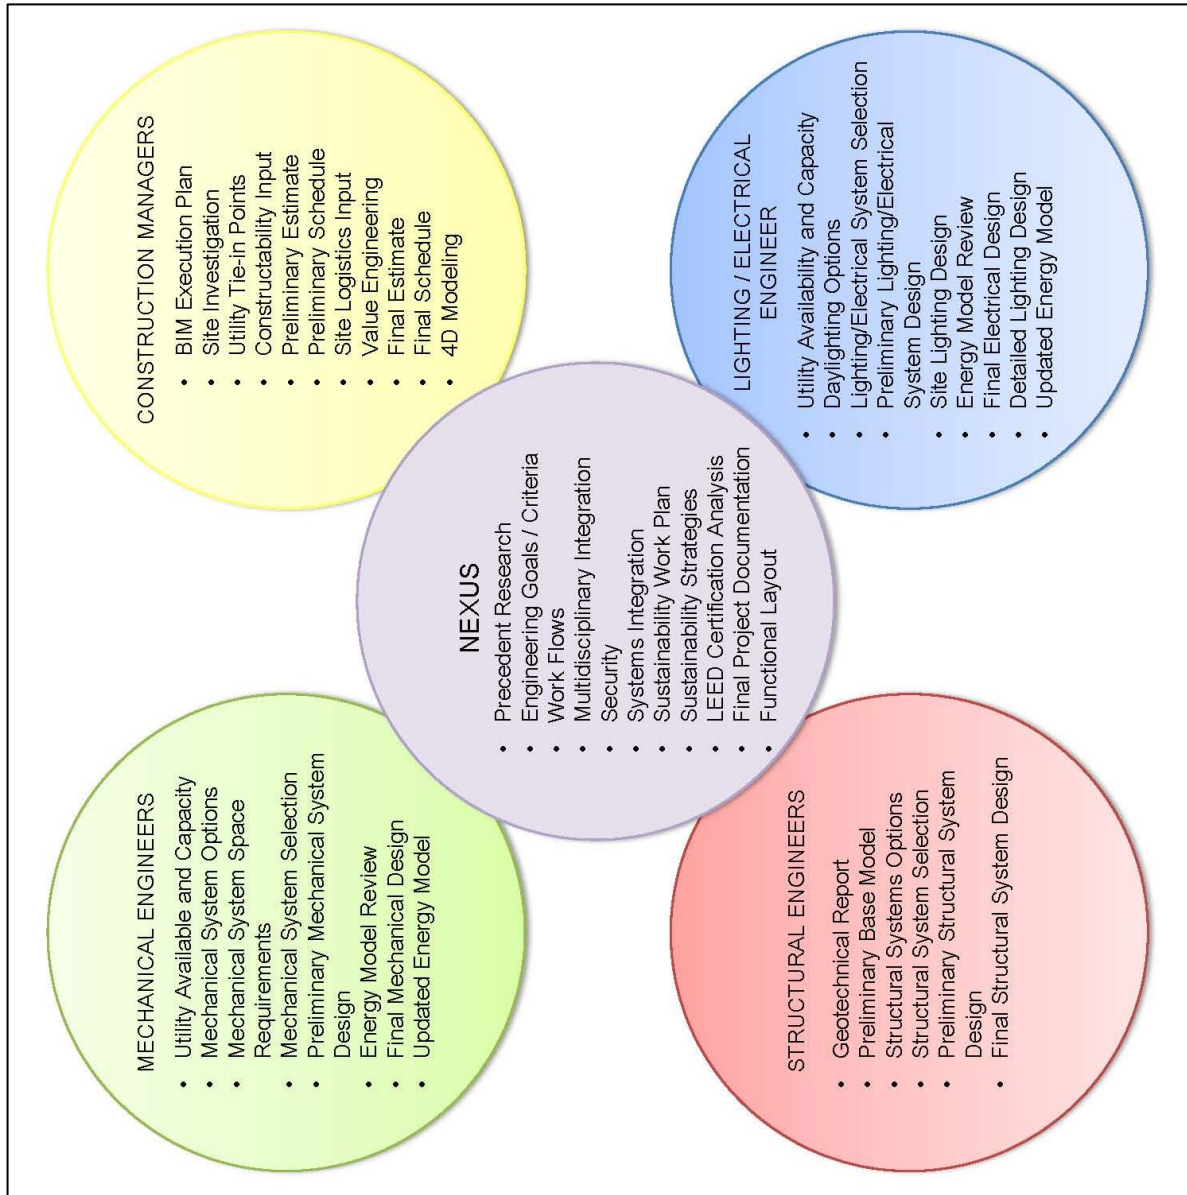 MECHANICAL ENGINEERS
• Utility Available and Capacity
• Mechanical System Options
• Mechanical System Space
Requirements
• Mechanical System Selection
• Preliminary Mechanical System
Design
• Energy Model Review
• Final Mechanical Design
• Updated Energy Model
CONSTRUCTION MANAGERS
• BIM Execution Plan
• Site Investigation
• Utility Tie-in Points
• Constructability Input
• Preliminary Estimate
• Preliminary Schedule
• Site Logistics Input
• Value Engineering
• Final Estimate
• Final Schedule
• 4D Modeling
NEXUS
• Precedent Research
• Engineering Goals / Criteria
• Work Flows
• Multidisciplinary Integration
• Security
• Systems Integration
• Sustainability Work Plan
• Sustainability Strategies
• LEED Certification Analysis
• Final Project Documentation
• Functional Layout
STRUCTURAL ENGINEERS
• Geotechnical Report
• Preliminary Base Model
• Structural Systems Options
• Structural System Selection
• Preliminary Structural System
Design
• Final Structural System Design
LIGHTING / ELECTRICAL
ENGINEER
• Utility Availability and Capacity
• Daylighting Options
• Lighting/Electrical System Selection
• Preliminary Lighting/Electrical
System Design
• Site Lighting Design
• Energy Model Review
• Final Electrical Design
• Detailed Lighting Design
• Updated Energy Model